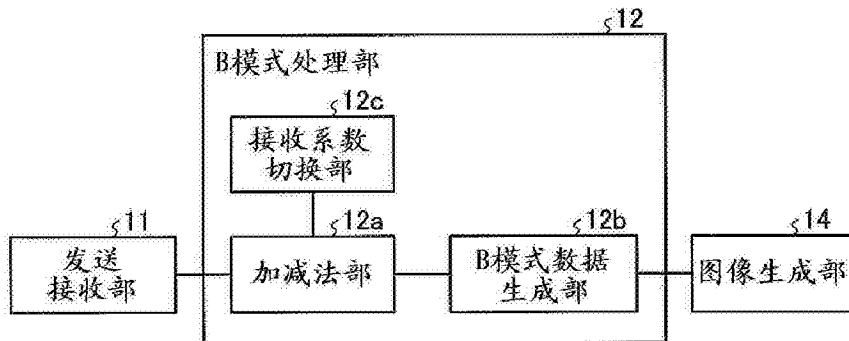 12
B模式处理部
12c
接收系数
切换部
11
发送
接收部
12a
加减法部
12b
B模式数据
生成部
14
图像生成部